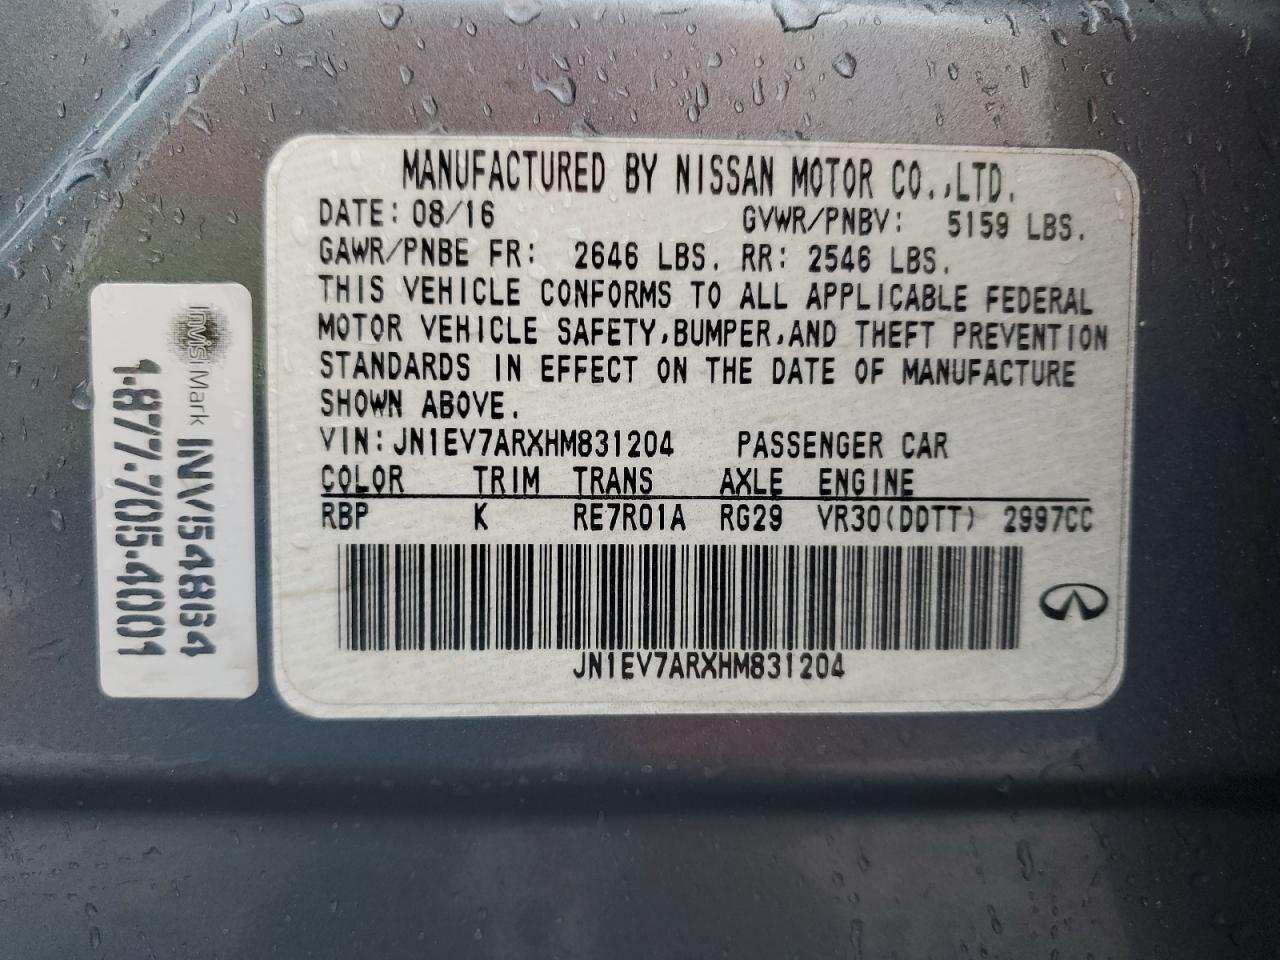 MANUFACTURED BY NISSAN MOTOR CO.,LTD.
DATE: 08/16 GVWR/PNBV: 5159 LBS.
GAWR/PNBE FR: 2646 LBS. RR: 2546 LBS.
THIS VEHICLE CONFORMS TO ALL APPLICABLE FEDERAL
MOTOR VEHICLE SAFETY,BUMPER,AND THEFT PREVENTION
STANDARDS IN EFFECT ON THE DATE OF MANUFACTURE
SHOWN ABOVE.
VIN: JN1EV7ARXHM831204 PASSENGER CAR
COLOR TRIM TRANS AXLE ENGINE
RBP K RE7R01A RG29 VR30(DDTT) 2997CC
JN1EV7ARXHM831204
InvisiMark INV54864
1.877.705.4001